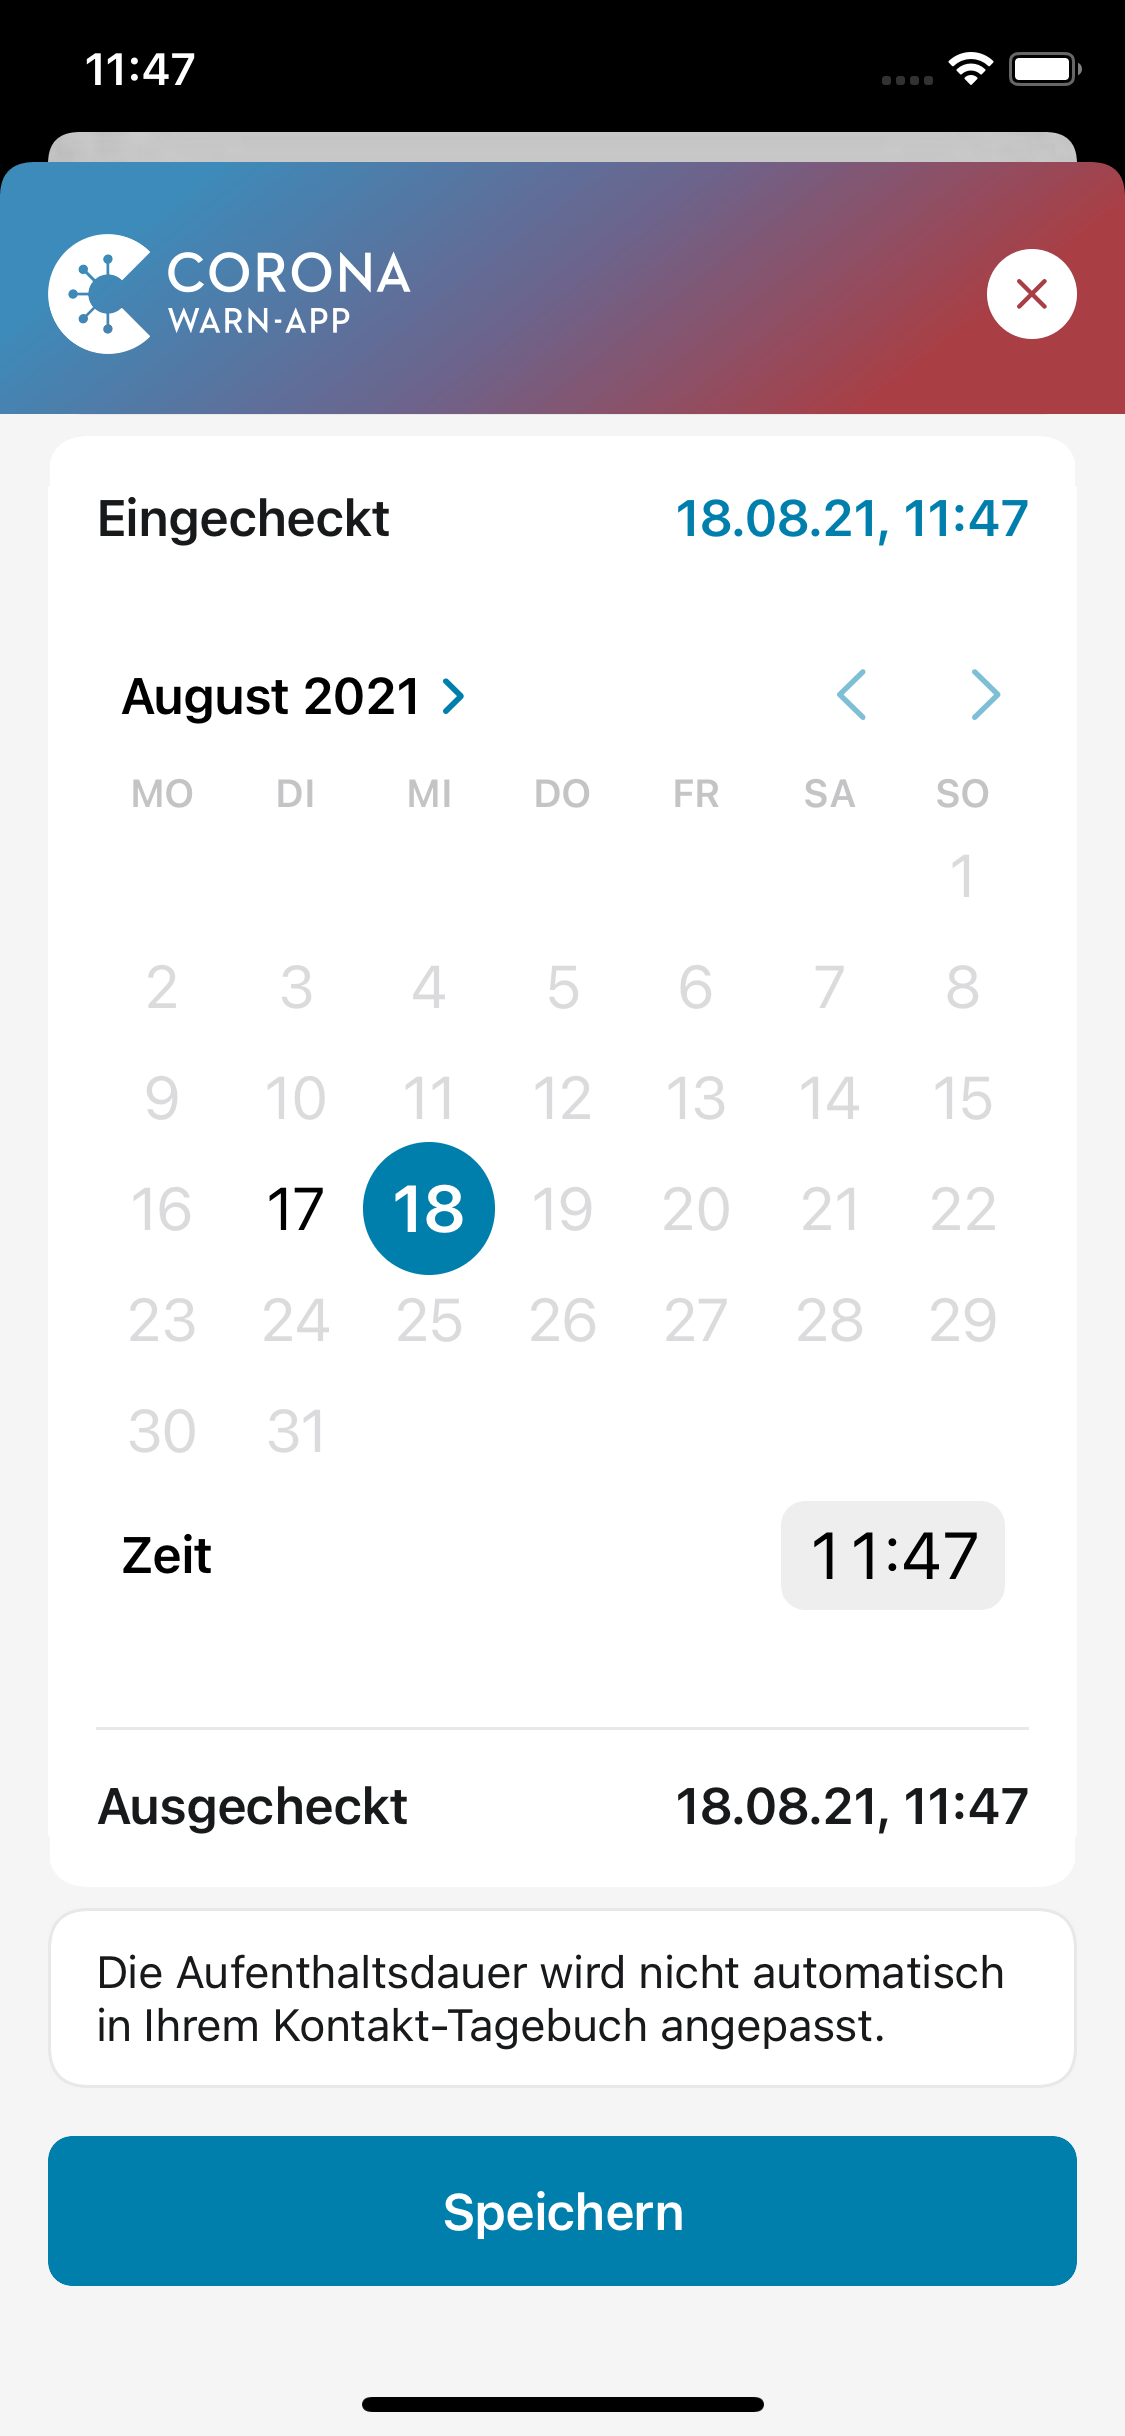 11:47
CORONA
WARN-APP
Eingecheckt 18.08.21, 11:47
August 2021
MO DI MI DO FR SA SO
1
2 3 4 5 6 7 8
9 10 11 12 13 14 15
16 17 18 19 20 21 22
23 24 25 26 27 28 29
30 31
Zeit 11:47
Ausgecheckt 18.08.21, 11:47
Die Aufenthaltsdauer wird nicht automatisch
in Ihrem Kontakt-Tagebuch angepasst.
Speichern